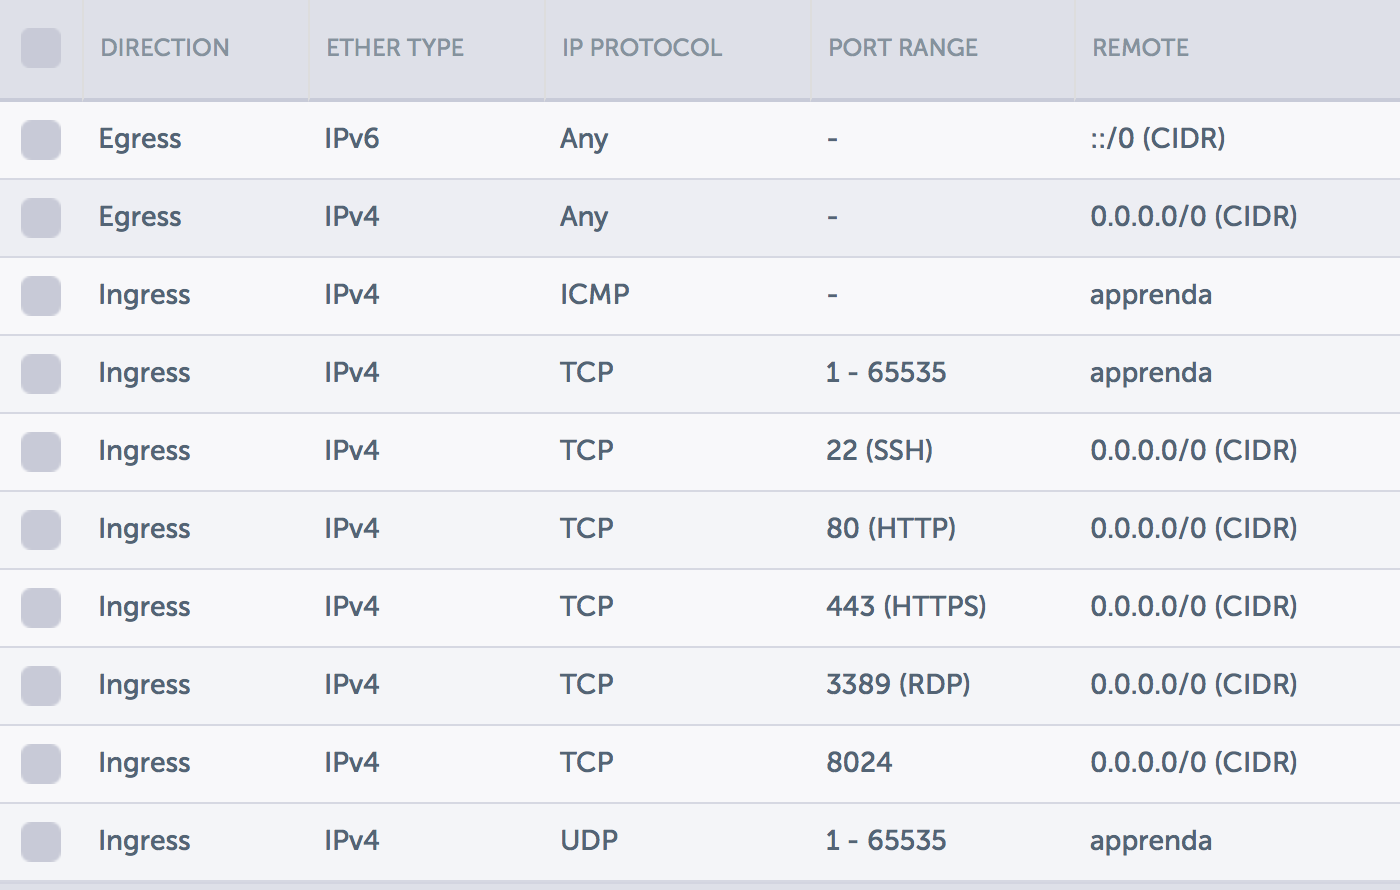 DIRECTION ETHER TYPE IP PROTOCOL PORT RANGE REMOTE
Egress IPv6 Any - ::/0 (CIDR)
Egress IPv4 Any - 0.0.0.0/0 (CIDR)
Ingress IPv4 ICMP - apprenda
Ingress IPv4 TCP 1 - 65535 apprenda
Ingress IPv4 TCP 22 (SSH) 0.0.0.0/0 (CIDR)
Ingress IPv4 TCP 80 (HTTP) 0.0.0.0/0 (CIDR)
Ingress IPv4 TCP 443 (HTTPS) 0.0.0.0/0 (CIDR)
Ingress IPv4 TCP 3389 (RDP) 0.0.0.0/0 (CIDR)
Ingress IPv4 TCP 8024 0.0.0.0/0 (CIDR)
Ingress IPv4 UDP 1 - 65535 apprenda